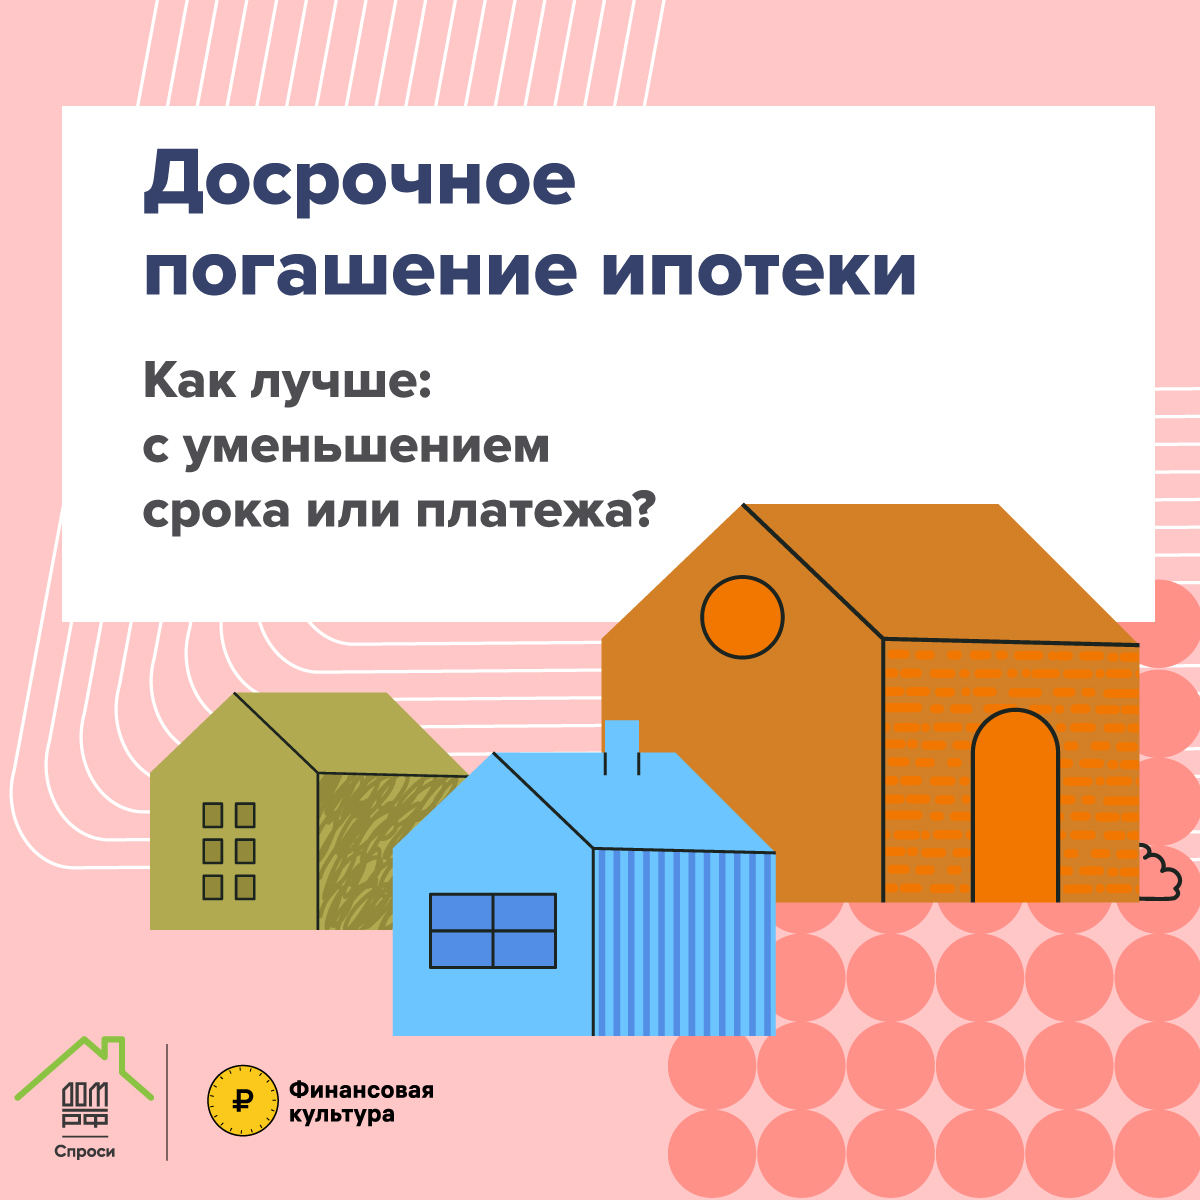 Досрочное
погашение ипотеки
Как лучше:
с уменьшением
срока или платежа?
ДОМ
РФ
Спроси
₽
Финансовая
культура